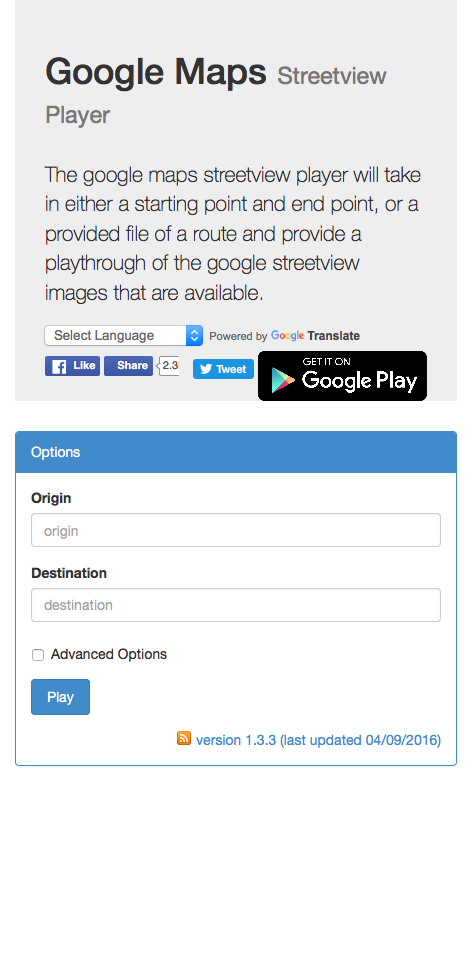 Google Maps Streetview
Player
The google maps streetview player will take
in either a starting point and end point, or a
provided file of a route and provide a
playthrough of the google streetview
images that are available.
Select Language Powered by Google Translate
Like Share 2.3 Tweet GET IT ON
Google Play
Options
Origin
origin
Destination
destination
Advanced Options
Play
version 1.3.3 (last updated 04/09/2016)